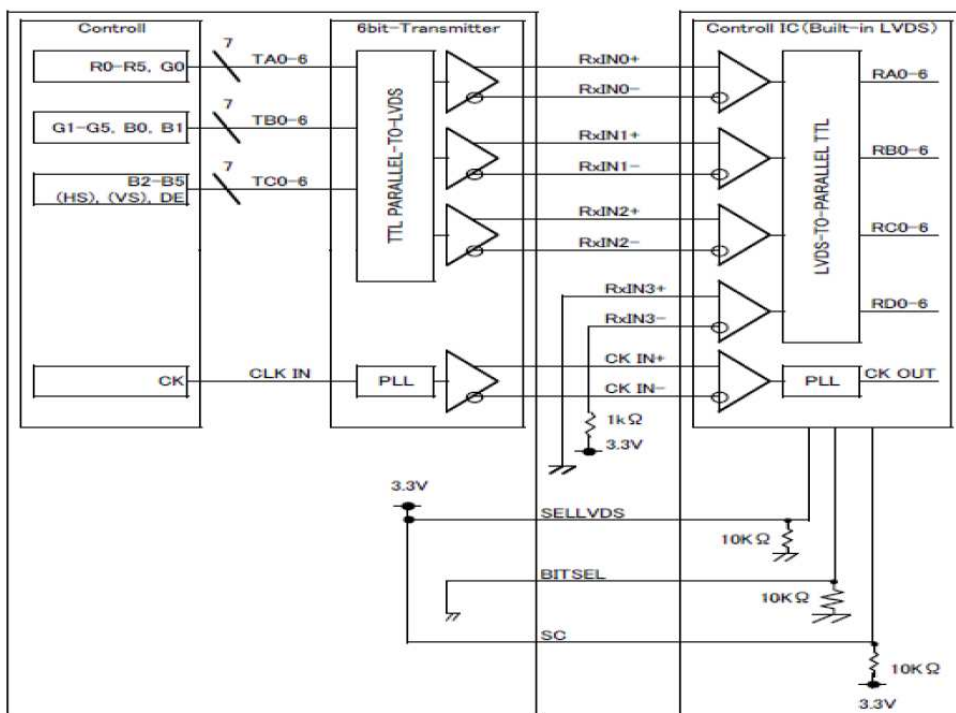 Controll
6bit-Transmitter
Controll IC(Built-in LVDS)
R0-R5, G0
7
TA0-6
RxIN0+
RxIN0-
RA0-6
G1-G5, B0, B1
7
TB0-6
RxIN1+
RxIN1-
RB0-6
B2-B5
(HS), (VS), DE
7
TC0-6
TTL PARALLEL-TO-LVDS
RxIN2+
RxIN2-
LVDS-TO-PARALLEL TTL
RC0-6
RxIN3+
RxIN3-
RD0-6
CK
CLK IN
PLL
CK IN+
CK IN-
PLL
CK OUT
1kΩ
3.3V
3.3V
SELLVDS
10KΩ
BITSEL
10KΩ
SC
10KΩ
3.3V